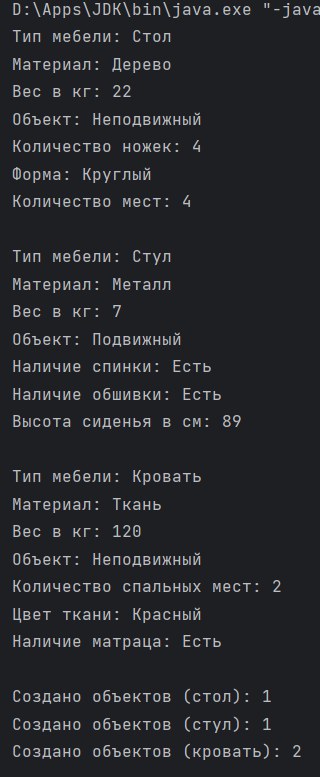 D:\Apps\JDK\bin\java.exe "-java
Тип мебели: Стол
Материал: Дерево
Вес в кг: 22
Объект: Неподвижный
Количество ножек: 4
Форма: Круглый
Количество мест: 4
Тип мебели: Стул
Материал: Металл
Вес в кг: 7
Объект: Подвижный
Наличие спинки: Есть
Наличие обшивки: Есть
Высота сиденья в см: 89
Тип мебели: Кровать
Материал: Ткань
Вес в кг: 120
Объект: Неподвижный
Количество спальных мест: 2
Цвет ткани: Красный
Наличие матраца: Есть
Создано объектов (стол): 1
Создано объектов (стул): 1
Создано объектов (кровать): 2